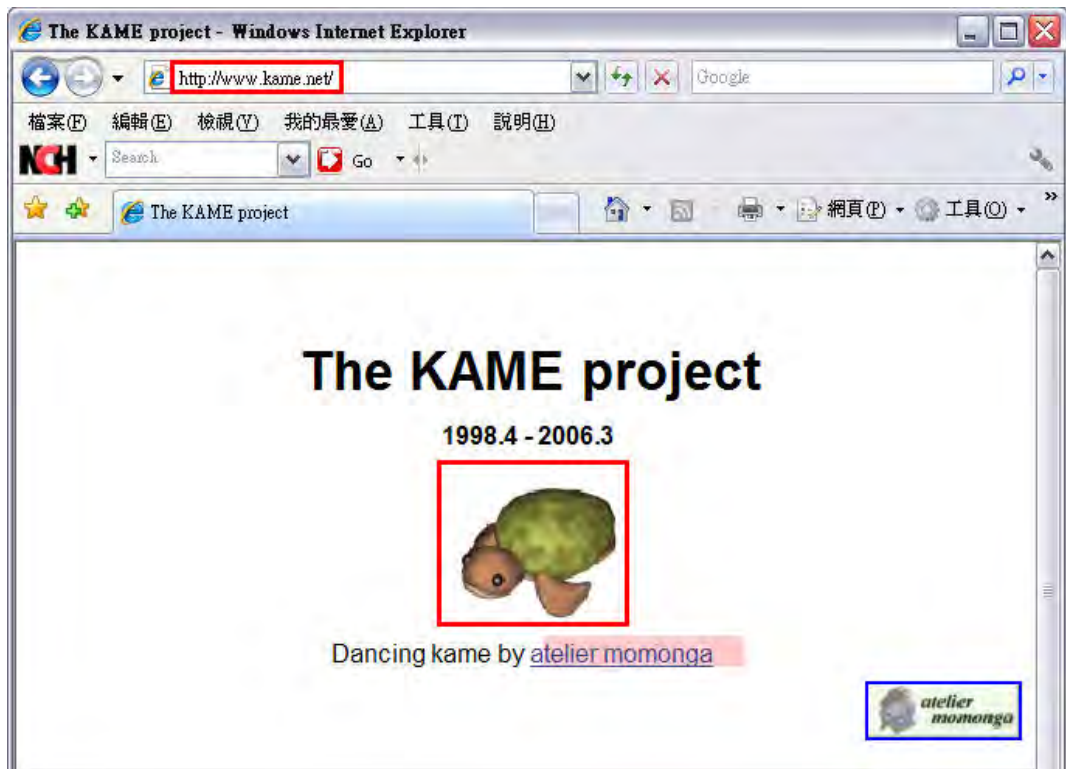 The KAME project - Windows Internet Explorer
http://www.kame.net/
Google
檔案(F) 編輯(E) 檢視(V) 我的最愛(A) 工具(T) 說明(H)
NCH Search Go
The KAME project 網頁(P) 工具(O) »
The KAME project
1998.4 - 2006.3
Dancing kame by atelier momonga
atelier
momonga